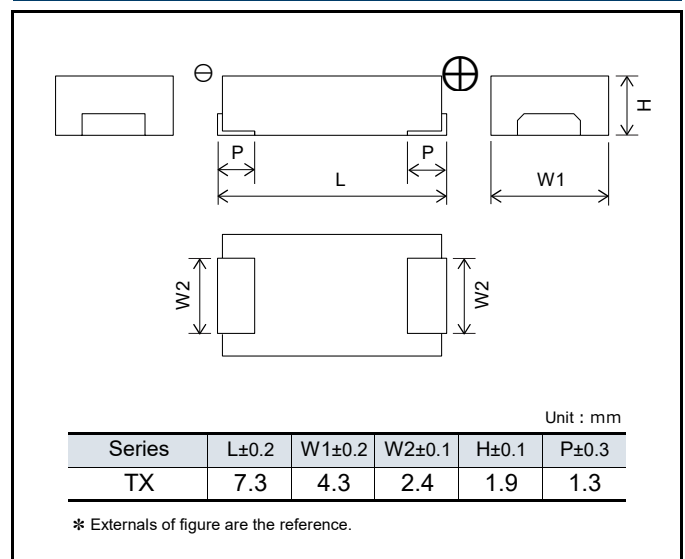 ⊖ ⊕
H
P P
L W1
W2 W2
Unit : mm
Series L±0.2 W1±0.2 W2±0.1 H±0.1 P±0.3
TX 7.3 4.3 2.4 1.9 1.3
✻ Externals of figure are the reference.